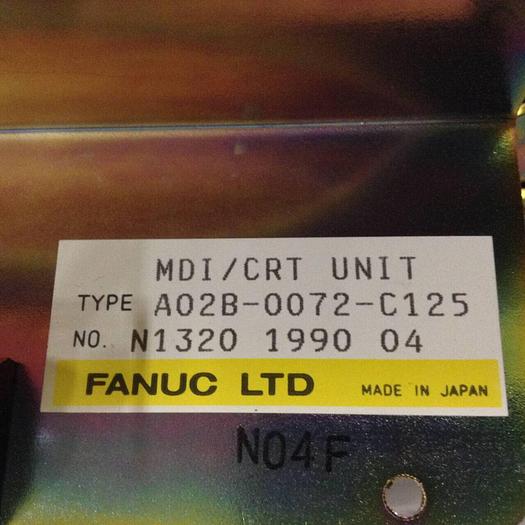 MDI/CRT UNIT
TYPE A02B-0072-C125
NO. N1320 1990 04
FANUC LTD MADE IN JAPAN
N04F